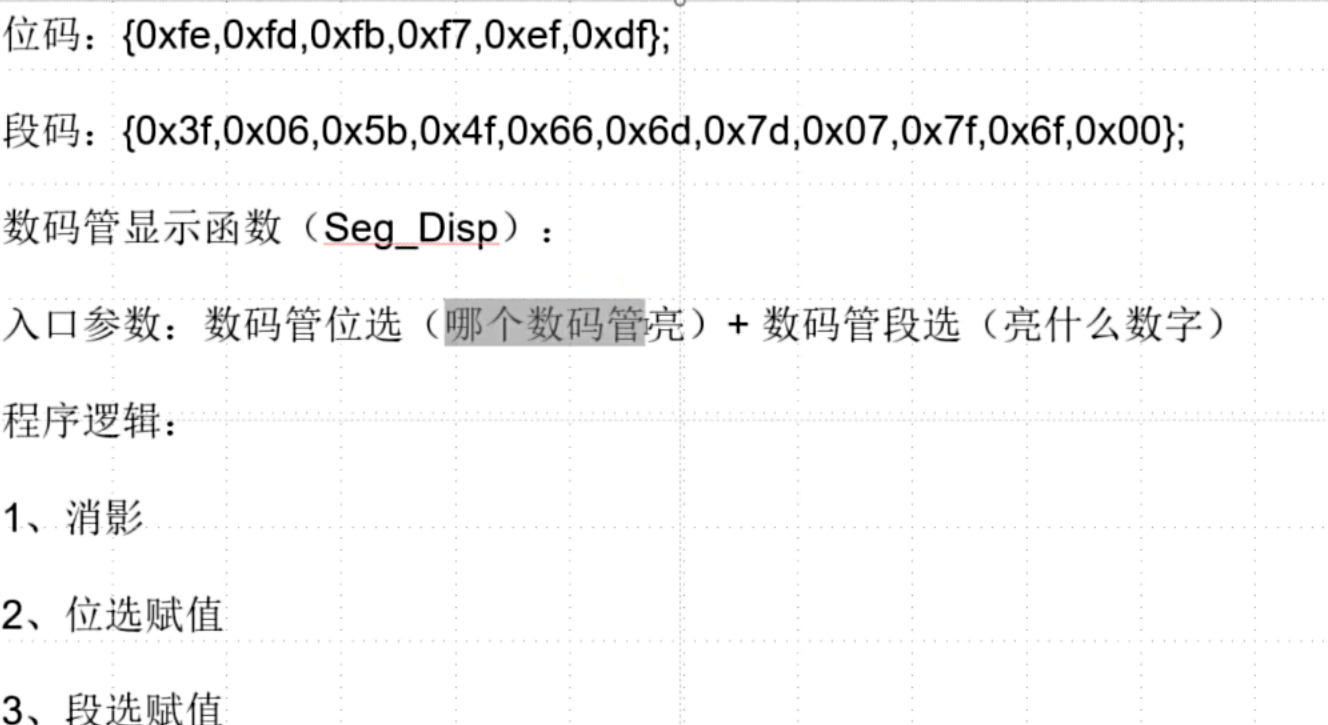 位码：{0xfe,0xfd,0xfb,0xf7,0xef,0xdf};
段码：{0x3f,0x06,0x5b,0x4f,0x66,0x6d,0x7d,0x07,0x7f,0x6f,0x00};
数码管显示函数（Seg_Disp）：
入口参数：数码管位选（哪个数码管亮）+ 数码管段选（亮什么数字）
程序逻辑：
1、消影
2、位选赋值
3、段选赋值